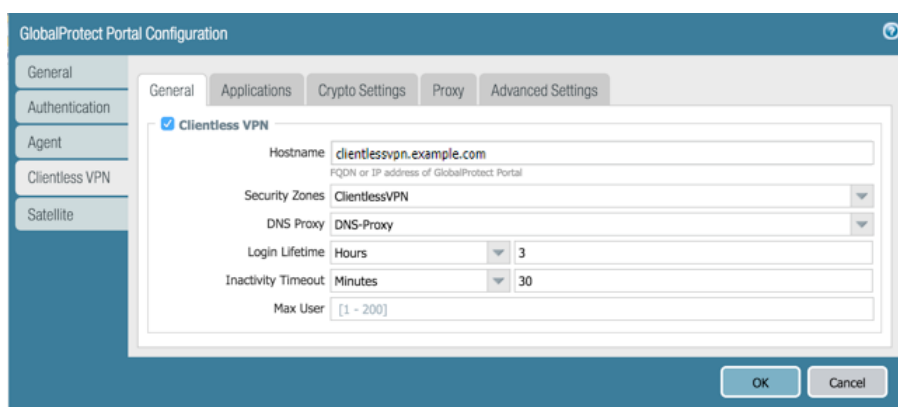 GlobalProtect Portal Configuration
General
Authentication
Agent
Clientless VPN
Satellite
General Applications Crypto Settings Proxy Advanced Settings
Clientless VPN
Hostname clientlessvpn.example.com
FQDN or IP address of GlobalProtect Portal
Security Zones ClientlessVPN
DNS Proxy DNS-Proxy
Login Lifetime Hours 3
Inactivity Timeout Minutes 30
Max User [1 - 200]
OK Cancel